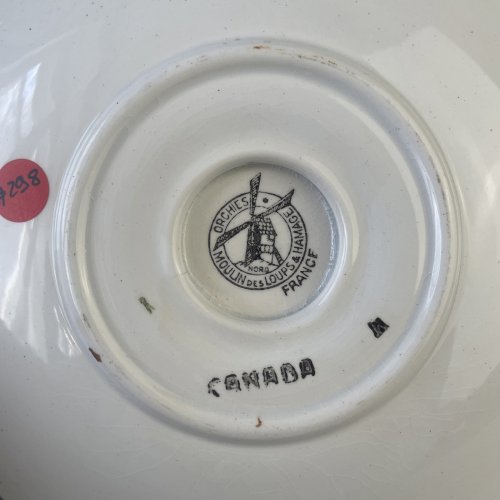 ORCHIES
MOULIN DES LOUPS & HAMAGE
NORD
FRANCE
CANADA
M